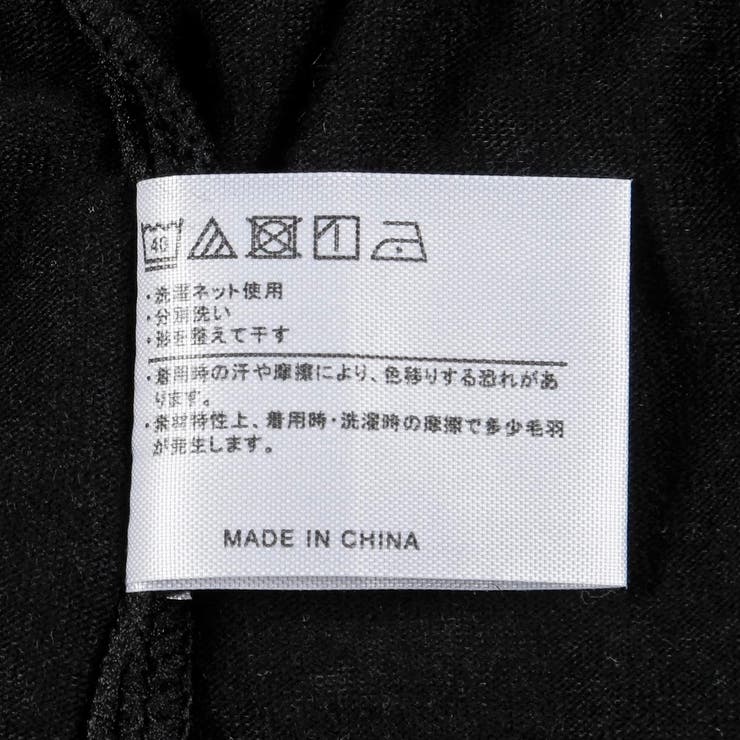 40
・洗濯ネット使用
・分別洗い
・形を整えて干す
・着用時の汗や摩擦により、色移りする恐れがあ
ります。
・素材特性上、着用時・洗濯時の摩擦で多少毛羽
が発生します。
MADE IN CHINA